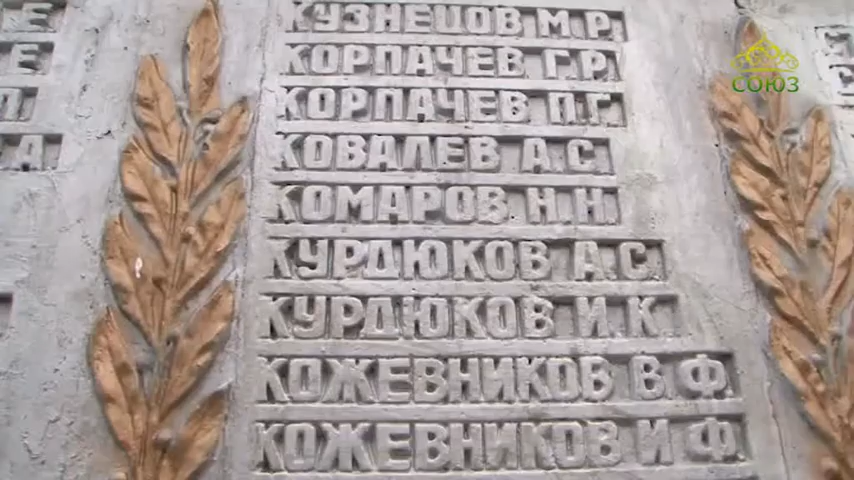 КУЗНЕЦОВ М.Р.
КОРПАЧЕВ Г.Р.
КОРПАЧЕВ П.Г.
КОВАЛЕВ А.С.
КОМАРОВ Н.Н.
КУРДЮКОВ А.С.
КУРДЮКОВ И.К.
КОЖЕВНИКОВ В.Ф.
КОЖЕВНИКОВ И.Ф.
СОЮЗ